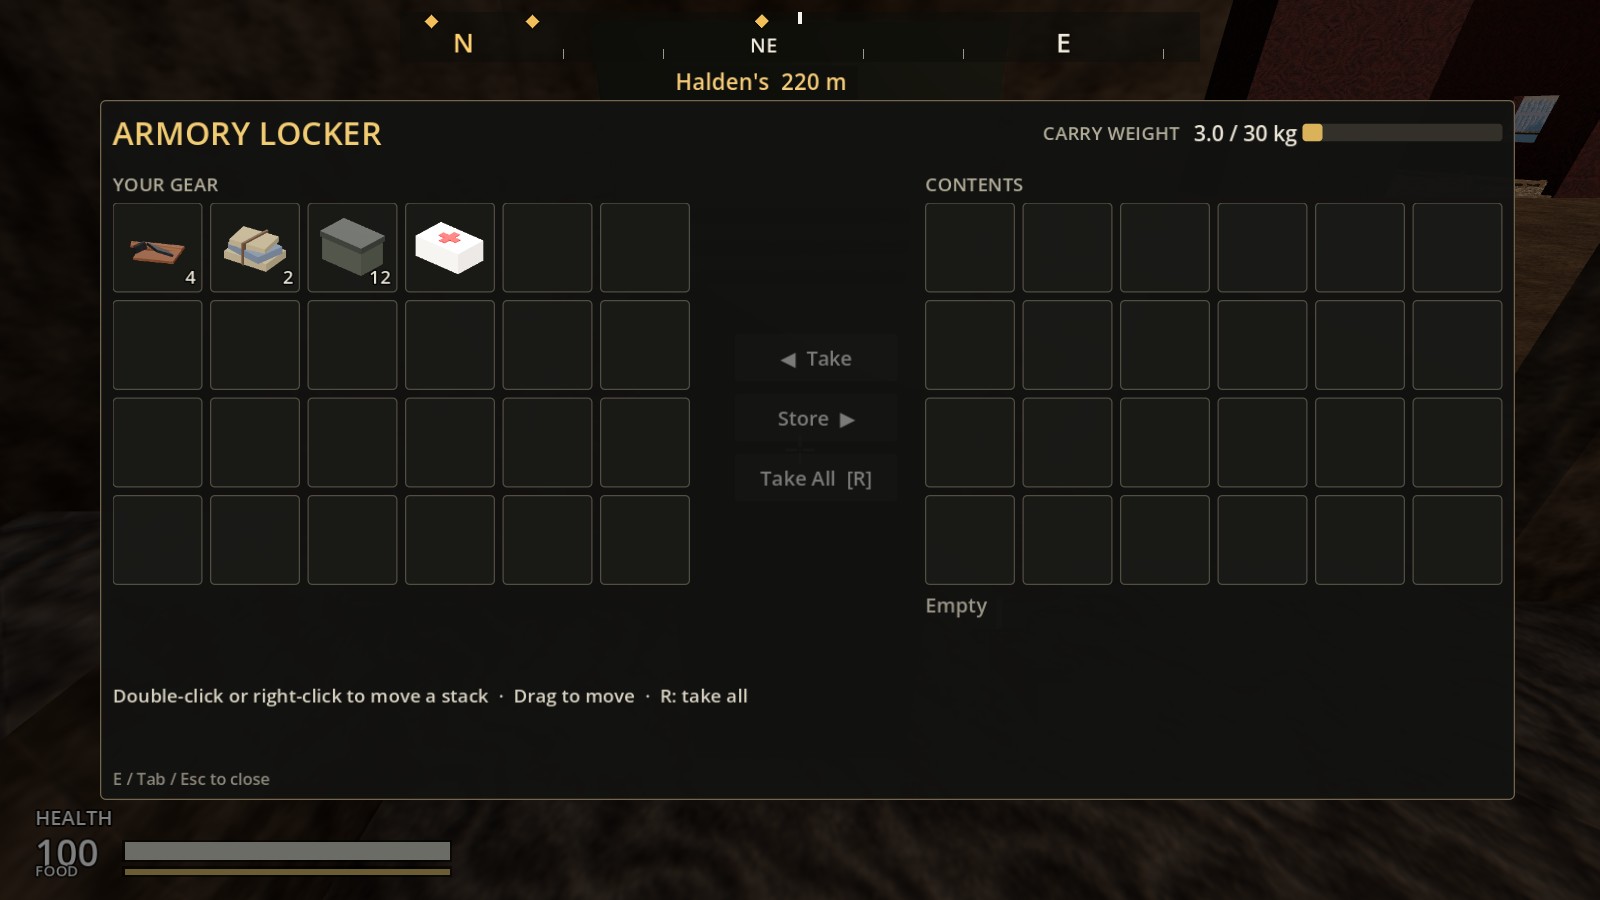 N NE E
Halden's 220 m
ARMORY LOCKER
CARRY WEIGHT 3.0 / 30 kg
YOUR GEAR
CONTENTS
4
2
12
◀ Take
Store ▶
Take All [R]
Empty
Double-click or right-click to move a stack · Drag to move · R: take all
E / Tab / Esc to close
HEALTH
100
FOOD